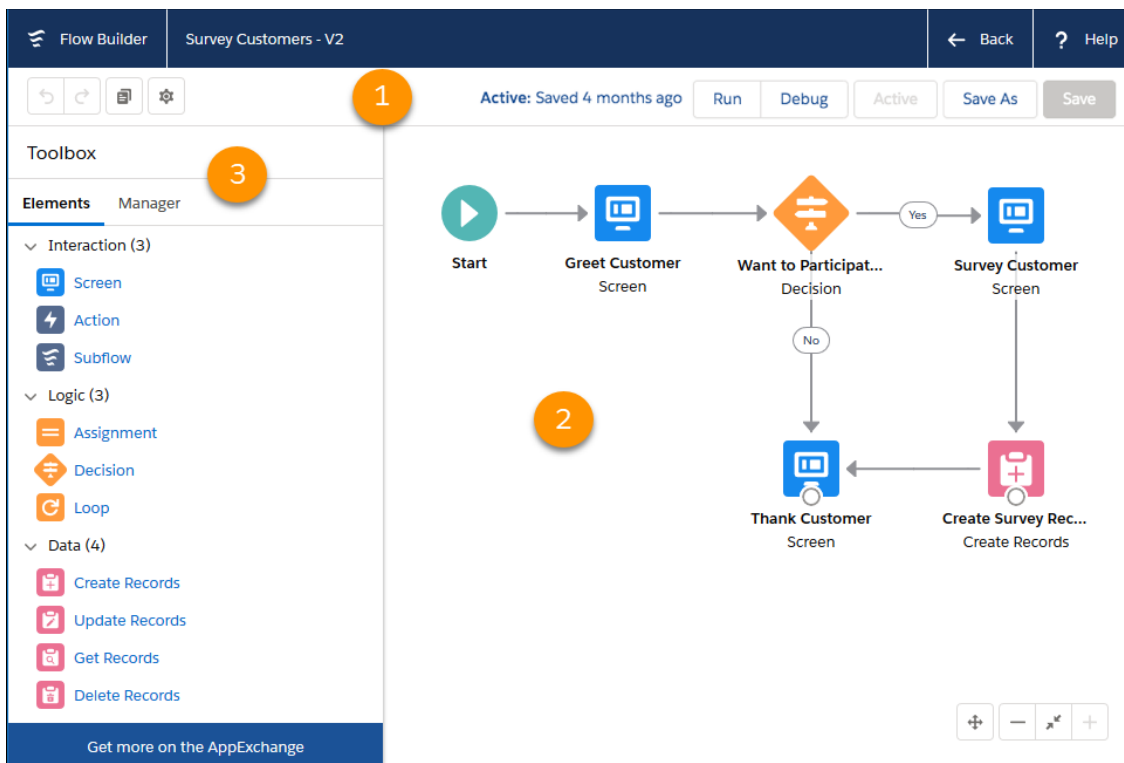 Flow Builder Survey Customers - V2 ← Back ? Help
1 Active: Saved 4 months ago Run Debug Active Save As Save
Toolbox
3
Elements Manager
Interaction (3)
Screen
Action
Subflow
Logic (3)
Assignment
Decision
Loop
Data (4)
Create Records
Update Records
Get Records
Delete Records
Get more on the AppExchange
Yes
Start Greet Customer Want to Participat... Survey Customer
Screen Decision Screen
No
2
Thank Customer Create Survey Rec...
Screen Create Records